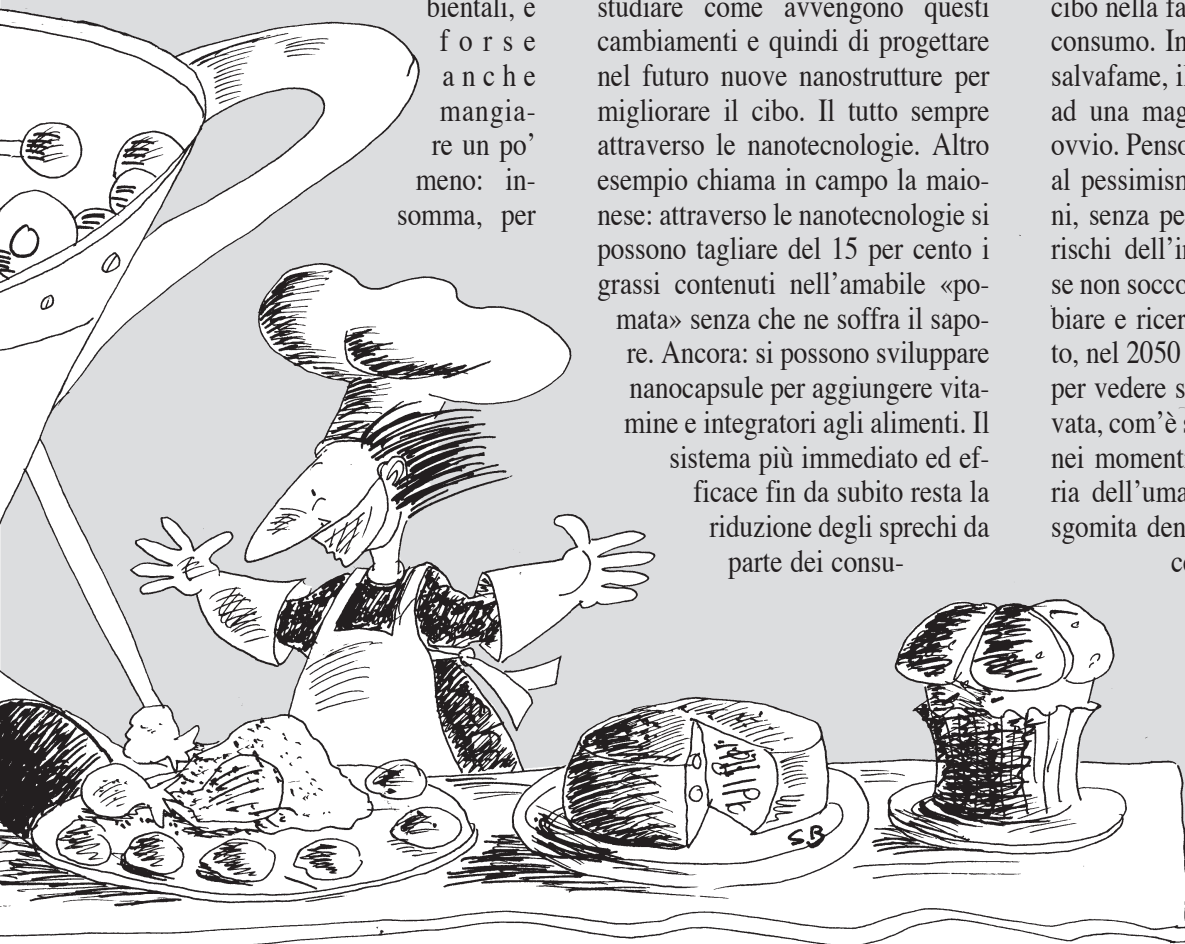 bientali, e
forse
anche
mangia-
re un po’
meno: in-
somma, per
studiare come avvengono questi
cambiamenti e quindi di progettare
nel futuro nuove nanostrutture per
migliorare il cibo. Il tutto sempre
attraverso le nanotecnologie. Altro
esempio chiama in campo la maio-
nese: attraverso le nanotecnologie si
possono tagliare del 15 per cento i
grassi contenuti nell’amabile «po-
mata» senza che ne soffra il sapo-
re. Ancora: si possono sviluppare
nanocapsule per aggiungere vita-
mine e integratori agli alimenti. Il
sistema più immediato ed ef-
ficace fin da subito resta la
riduzione degli sprechi da
parte dei consu-
cibo nella fa
consumo. In
salvafame, il
ad una mag
ovvio. Penso
al pessimism
ni, senza pe
rischi dell’in
se non socco
biare e ricer
to, nel 2050
per vedere s
vata, com’è s
nei momenti
ria dell’uma
sgomita den
co
SB